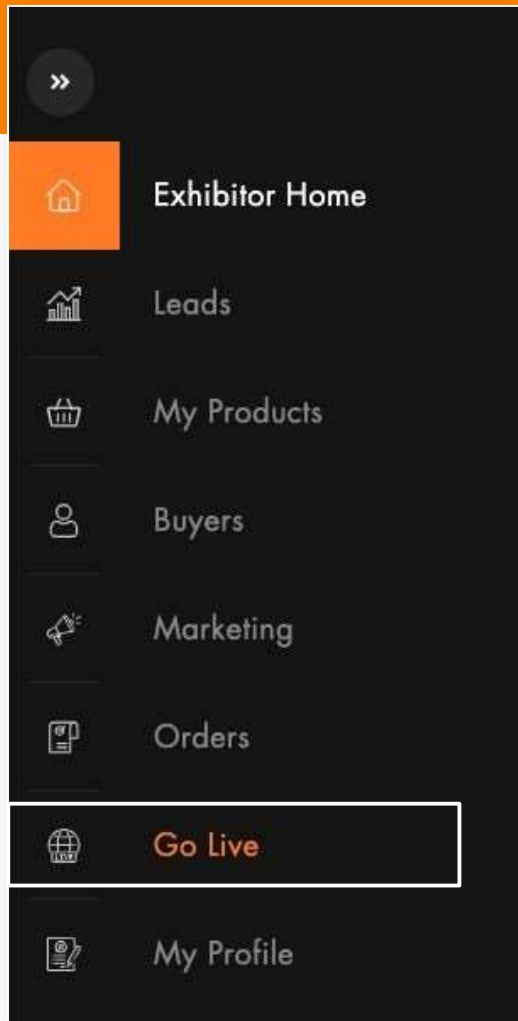 Exhibitor Home
Leads
My Products
Buyers
Marketing
Orders
Go Live
My Profile